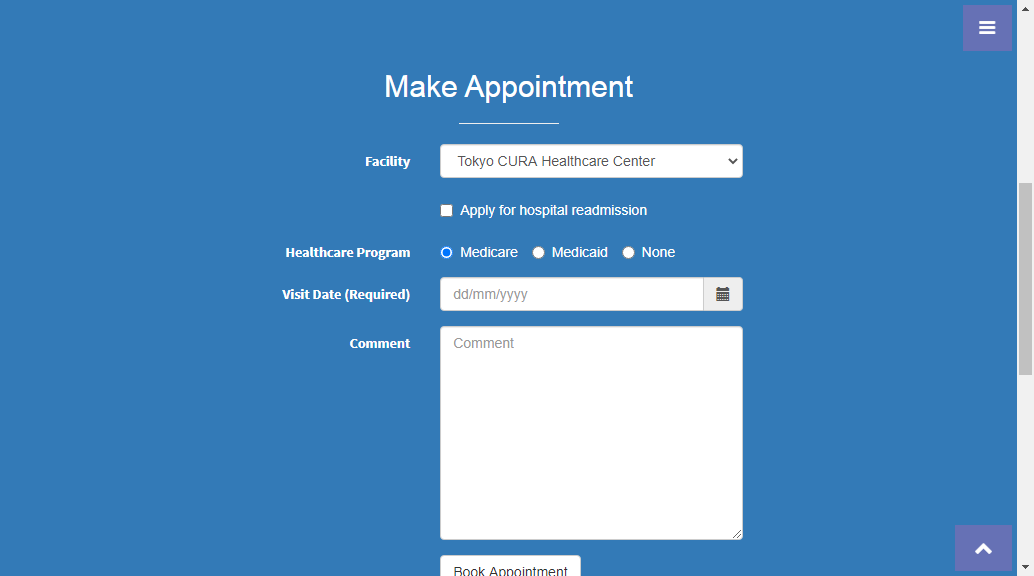 Make Appointment
Facility Tokyo CURA Healthcare Center
Apply for hospital readmission
Healthcare Program Medicare Medicaid None
Visit Date (Required) dd/mm/yyyy
Comment Comment
Book Appointment